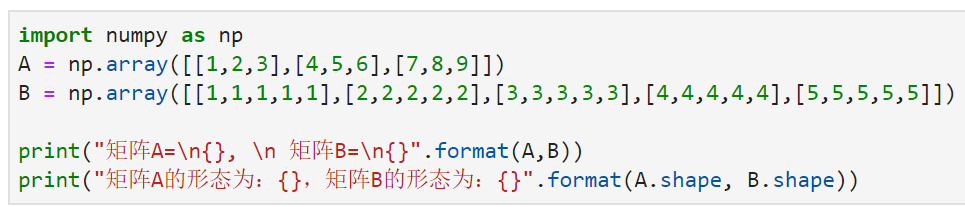 import numpy as np
A = np.array([[1,2,3],[4,5,6],[7,8,9]])
B = np.array([[1,1,1,1,1],[2,2,2,2,2],[3,3,3,3,3],[4,4,4,4,4],[5,5,5,5,5]])
print("矩阵A=\n{}, \n 矩阵B=\n{}".format(A,B))
print("矩阵A的形态为：{}，矩阵B的形态为：{}".format(A.shape, B.shape))